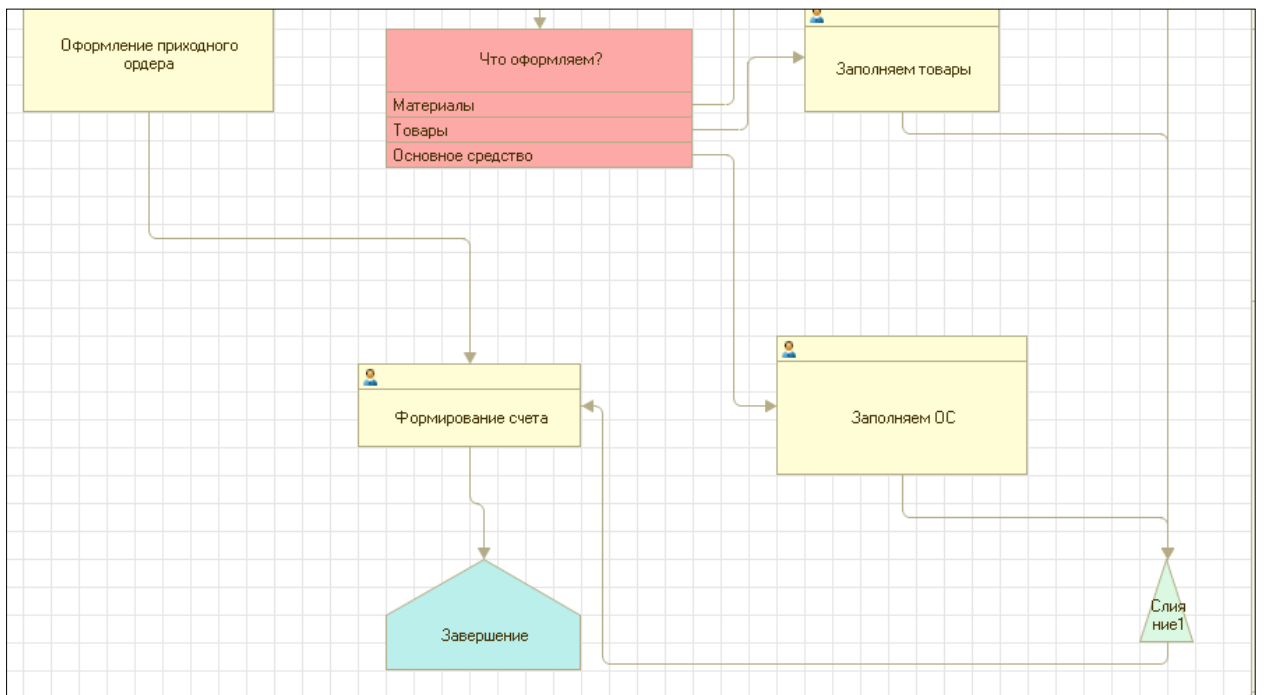 Оформление приходного
ордера
Что оформляем?
Материалы
Товары
Основное средство
Заполняем товары
Формирование счета
Заполняем ОС
Завершение
Слия
ние1